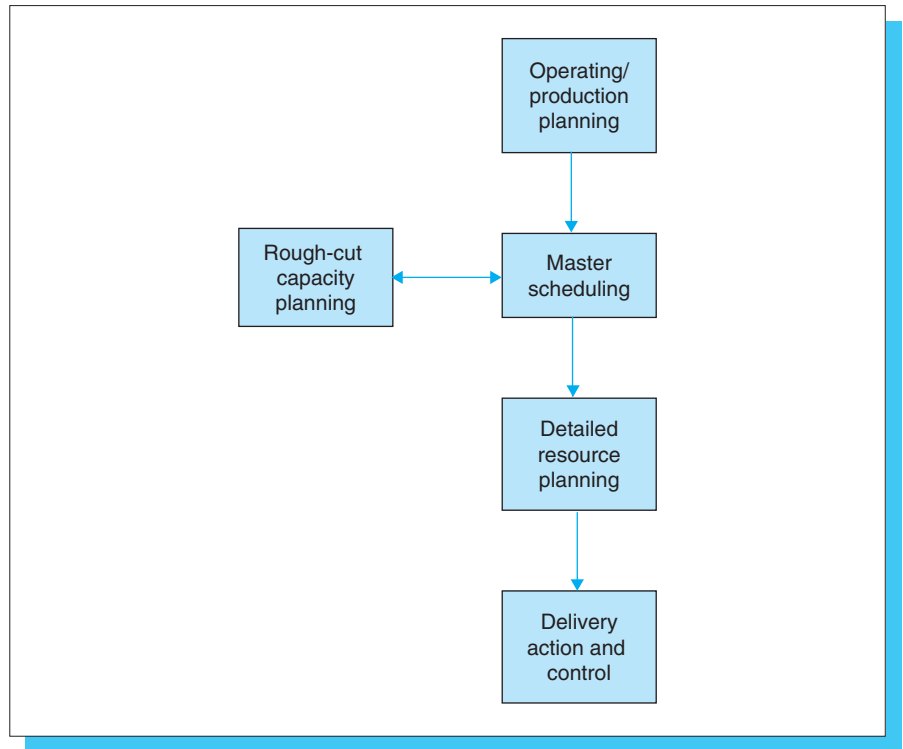 Operating/
production
planning
Rough-cut
capacity
planning
Master
scheduling
Detailed
resource
planning
Delivery
action and
control